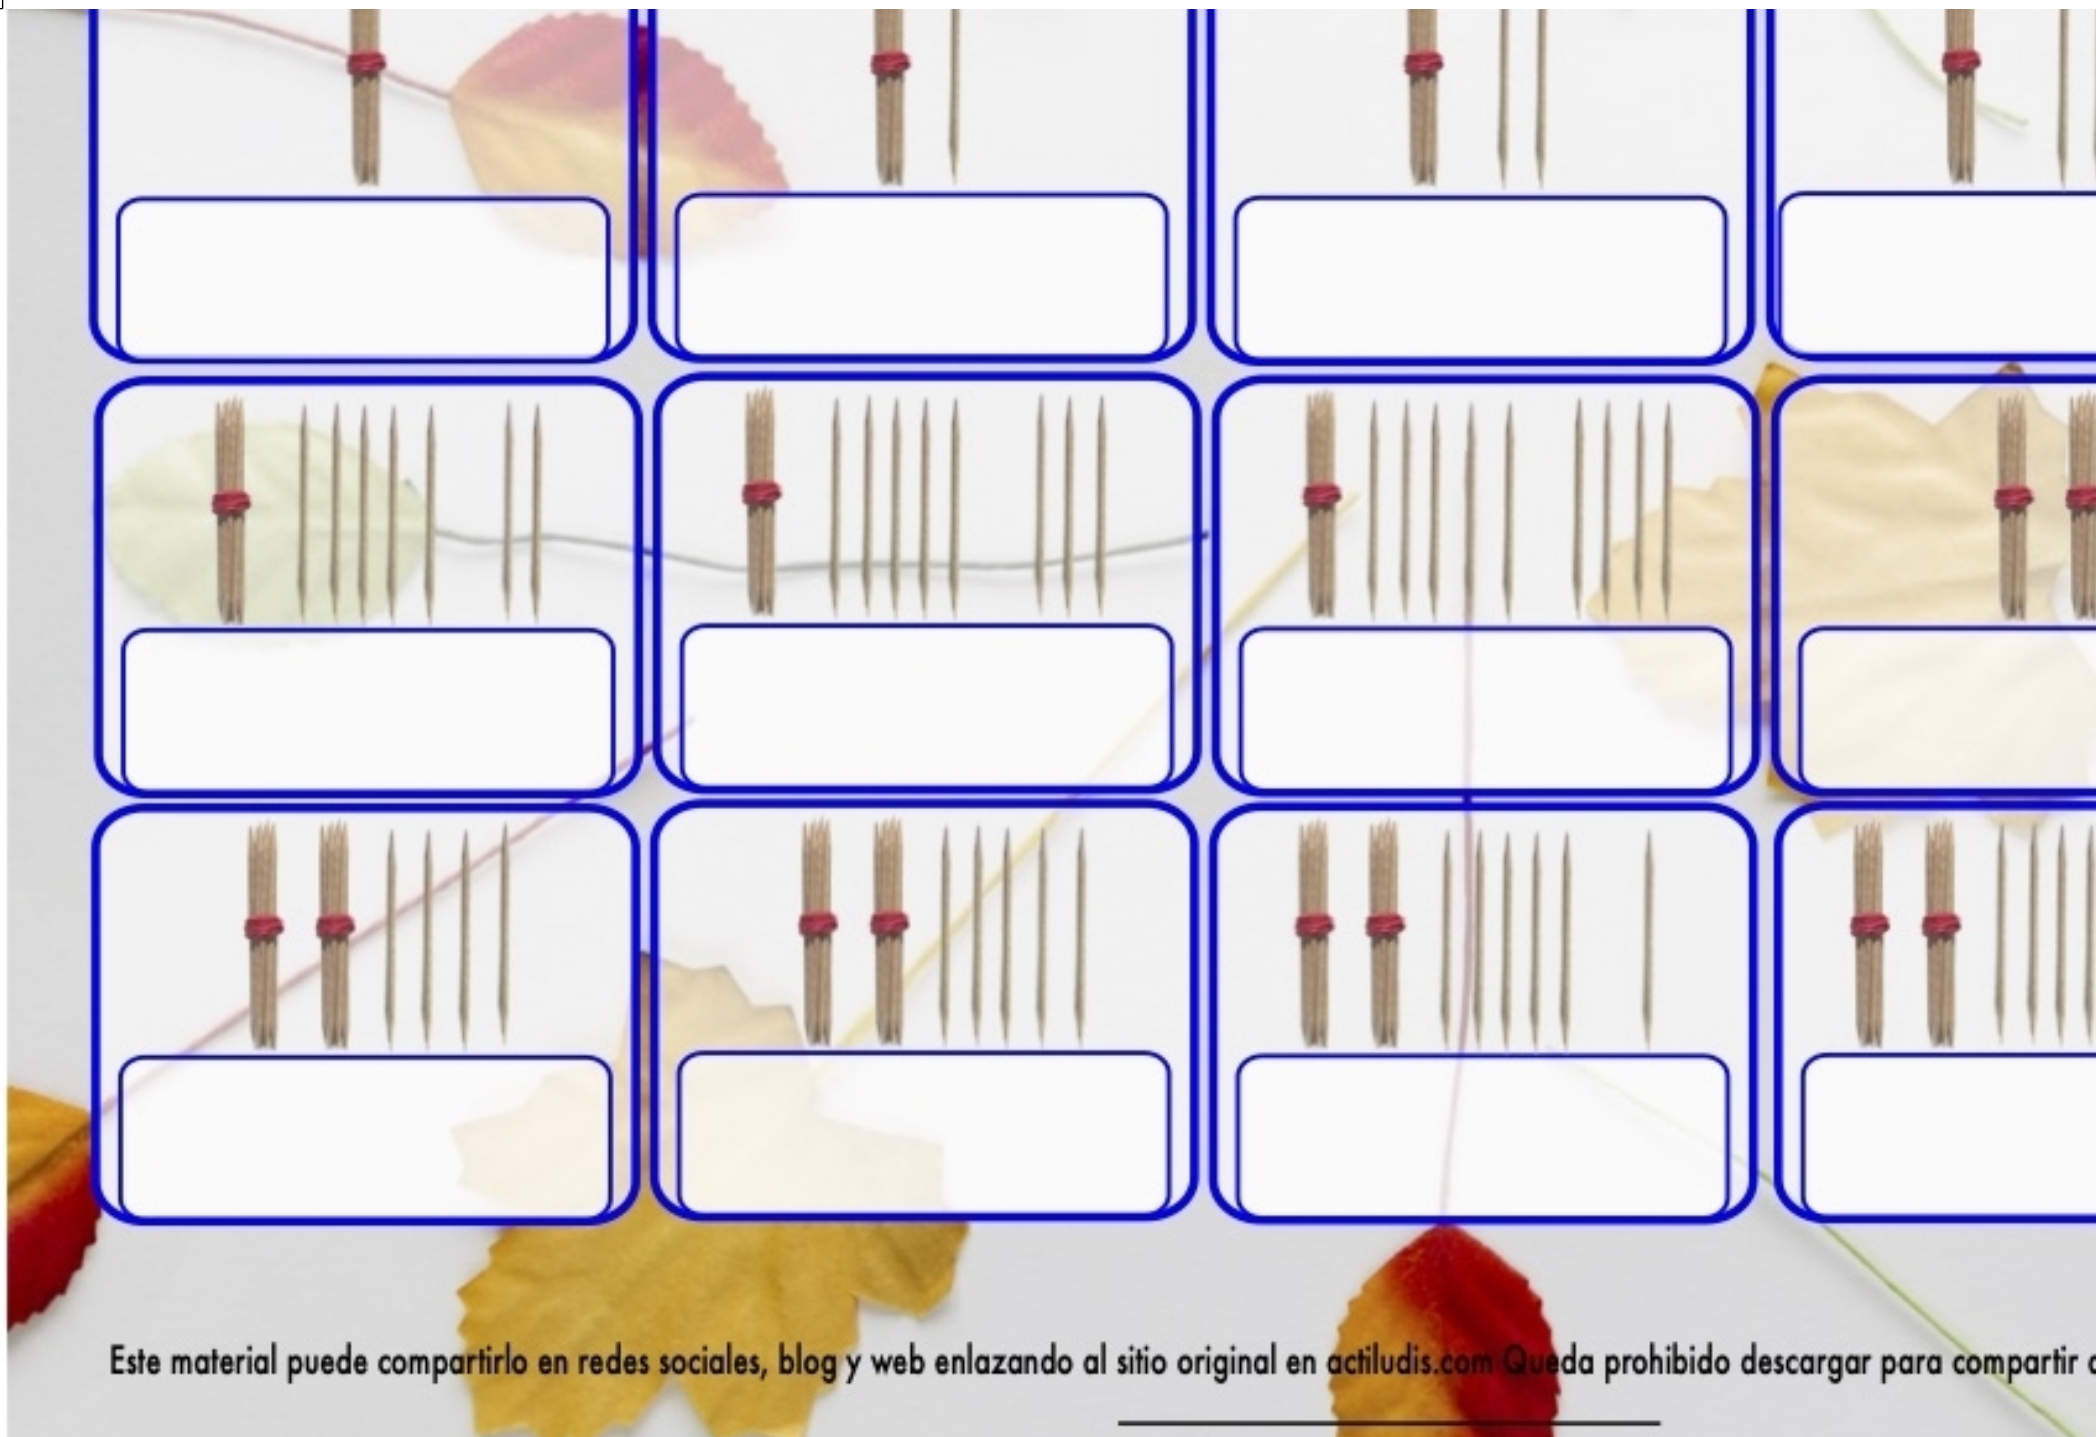 Este material puede compartirlo en redes sociales, blog y web enlazando al sitio original en actiludis.com Queda prohibido descargar para compartir